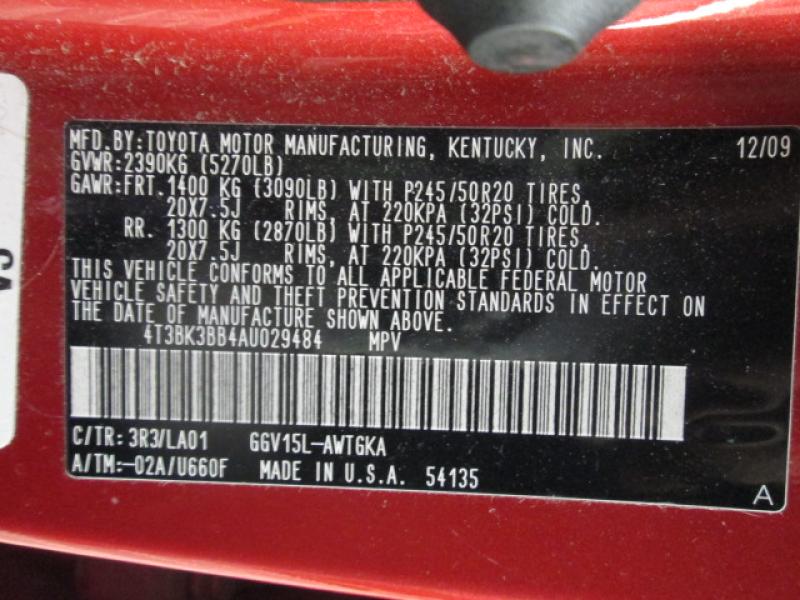 MFD.BY:TOYOTA MOTOR MANUFACTURING, KENTUCKY, INC. 12/09
GVWR:2390KG (5270LB)
GAWR:FRT.1400 KG (3090LB) WITH P245/50R20 TIRES,
20X7.5J RIMS, AT 220KPA (32PSI) COLD.
RR. 1300 KG (2870LB) WITH P245/50R20 TIRES,
20X7.5J RIMS, AT 220KPA (32PSI) COLD.
THIS VEHICLE CONFORMS TO ALL APPLICABLE FEDERAL MOTOR
VEHICLE SAFETY AND THEFT PREVENTION STANDARDS IN EFFECT ON
THE DATE OF MANUFACTURE SHOWN ABOVE.
4T3BK3BB4AU029484 MPV
C/TR: 3R3/LA01 GGV15L-AWTGKA
A/TM:-02A/U660F MADE IN U.S.A. 54135
A
CA